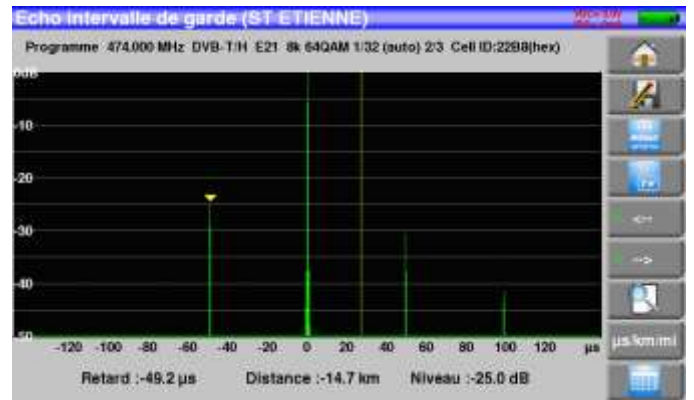 Echo intervalle de garde (ST ETIENNE)
Programme 474.000 MHz DVB-T/H E21 8k 64QAM 1/32 (auto) 2/3 Cell ID:22B8(hex)
0dB
-10
-20
-30
-40
-50
-120 -100 -80 -60 -40 -20 0 20 40 60 80 100 120 µs
Retard :-49.2 µs Distance :-14.7 km Niveau :-25.0 dB
<--
-->
µs/km/mi